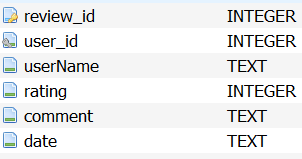 review_id INTEGER
user_id INTEGER
userName TEXT
rating INTEGER
comment TEXT
date TEXT